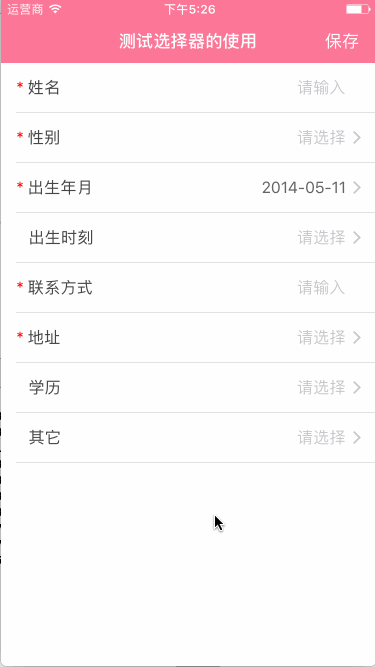 运营商 下午5:26
测试选择器的使用 保存
* 姓名 请输入
* 性别 请选择
* 出生年月 2014-05-11
出生时刻 请选择
* 联系方式 请输入
* 地址 请选择
学历 请选择
其它 请选择